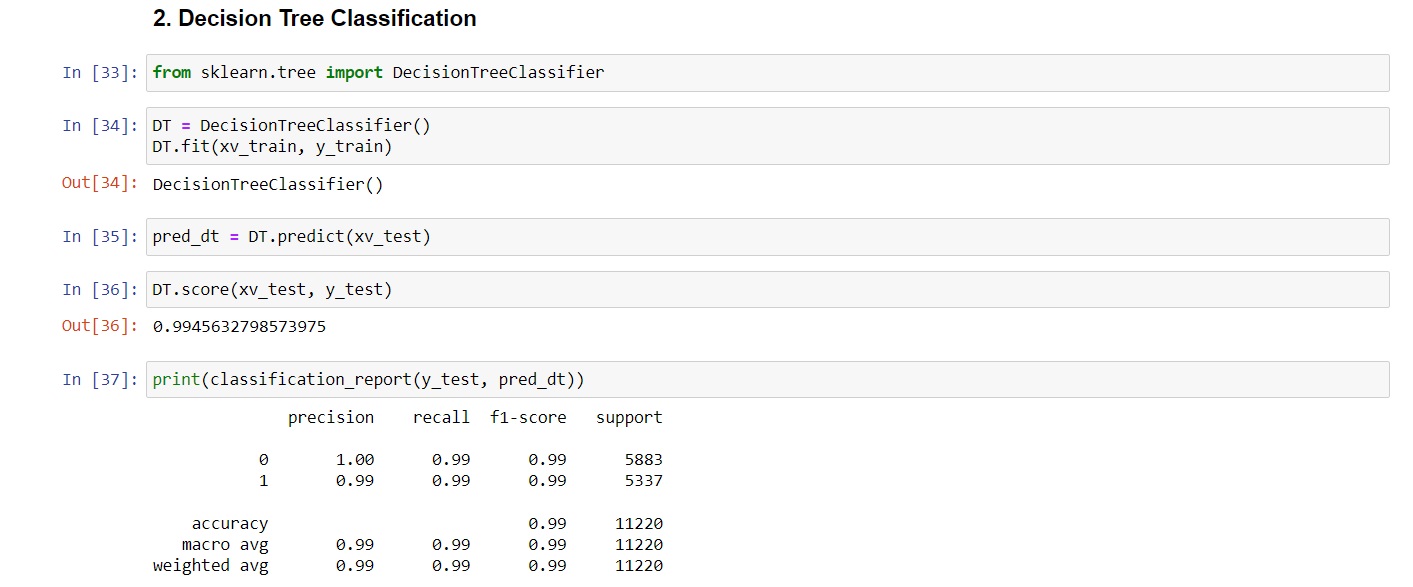 2. Decision Tree Classification
In [33]: from sklearn.tree import DecisionTreeClassifier
In [34]: DT = DecisionTreeClassifier()
DT.fit(xv_train, y_train)
Out[34]: DecisionTreeClassifier()
In [35]: pred_dt = DT.predict(xv_test)
In [36]: DT.score(xv_test, y_test)
Out[36]: 0.9945632798573975
In [37]: print(classification_report(y_test, pred_dt))
precision recall f1-score support
0 1.00 0.99 0.99 5883
1 0.99 0.99 0.99 5337
accuracy 0.99 11220
macro avg 0.99 0.99 0.99 11220
weighted avg 0.99 0.99 0.99 11220